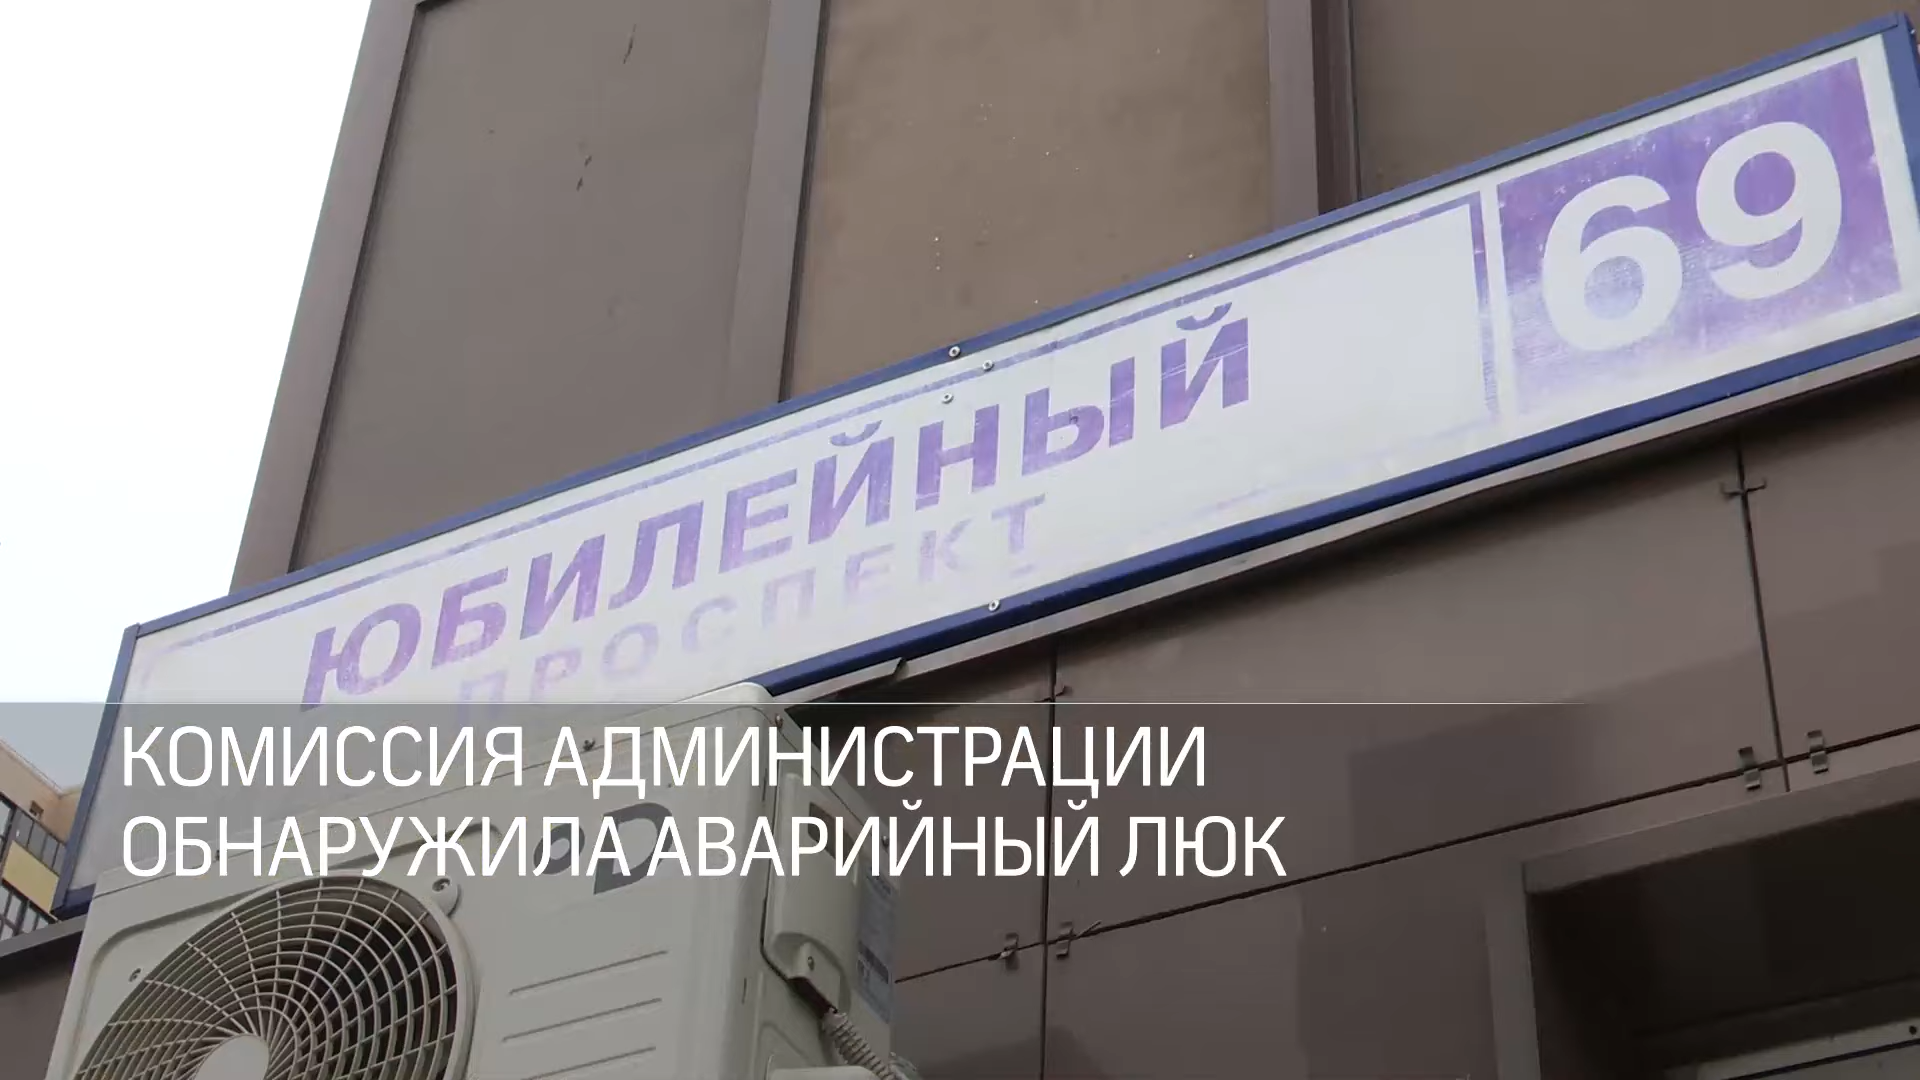 ЮБИЛЕЙНЫЙ 69
ПРОСПЕКТ
КОМИССИЯ АДМИНИСТРАЦИИ
ОБНАРУЖИЛА АВАРИЙНЫЙ ЛЮК